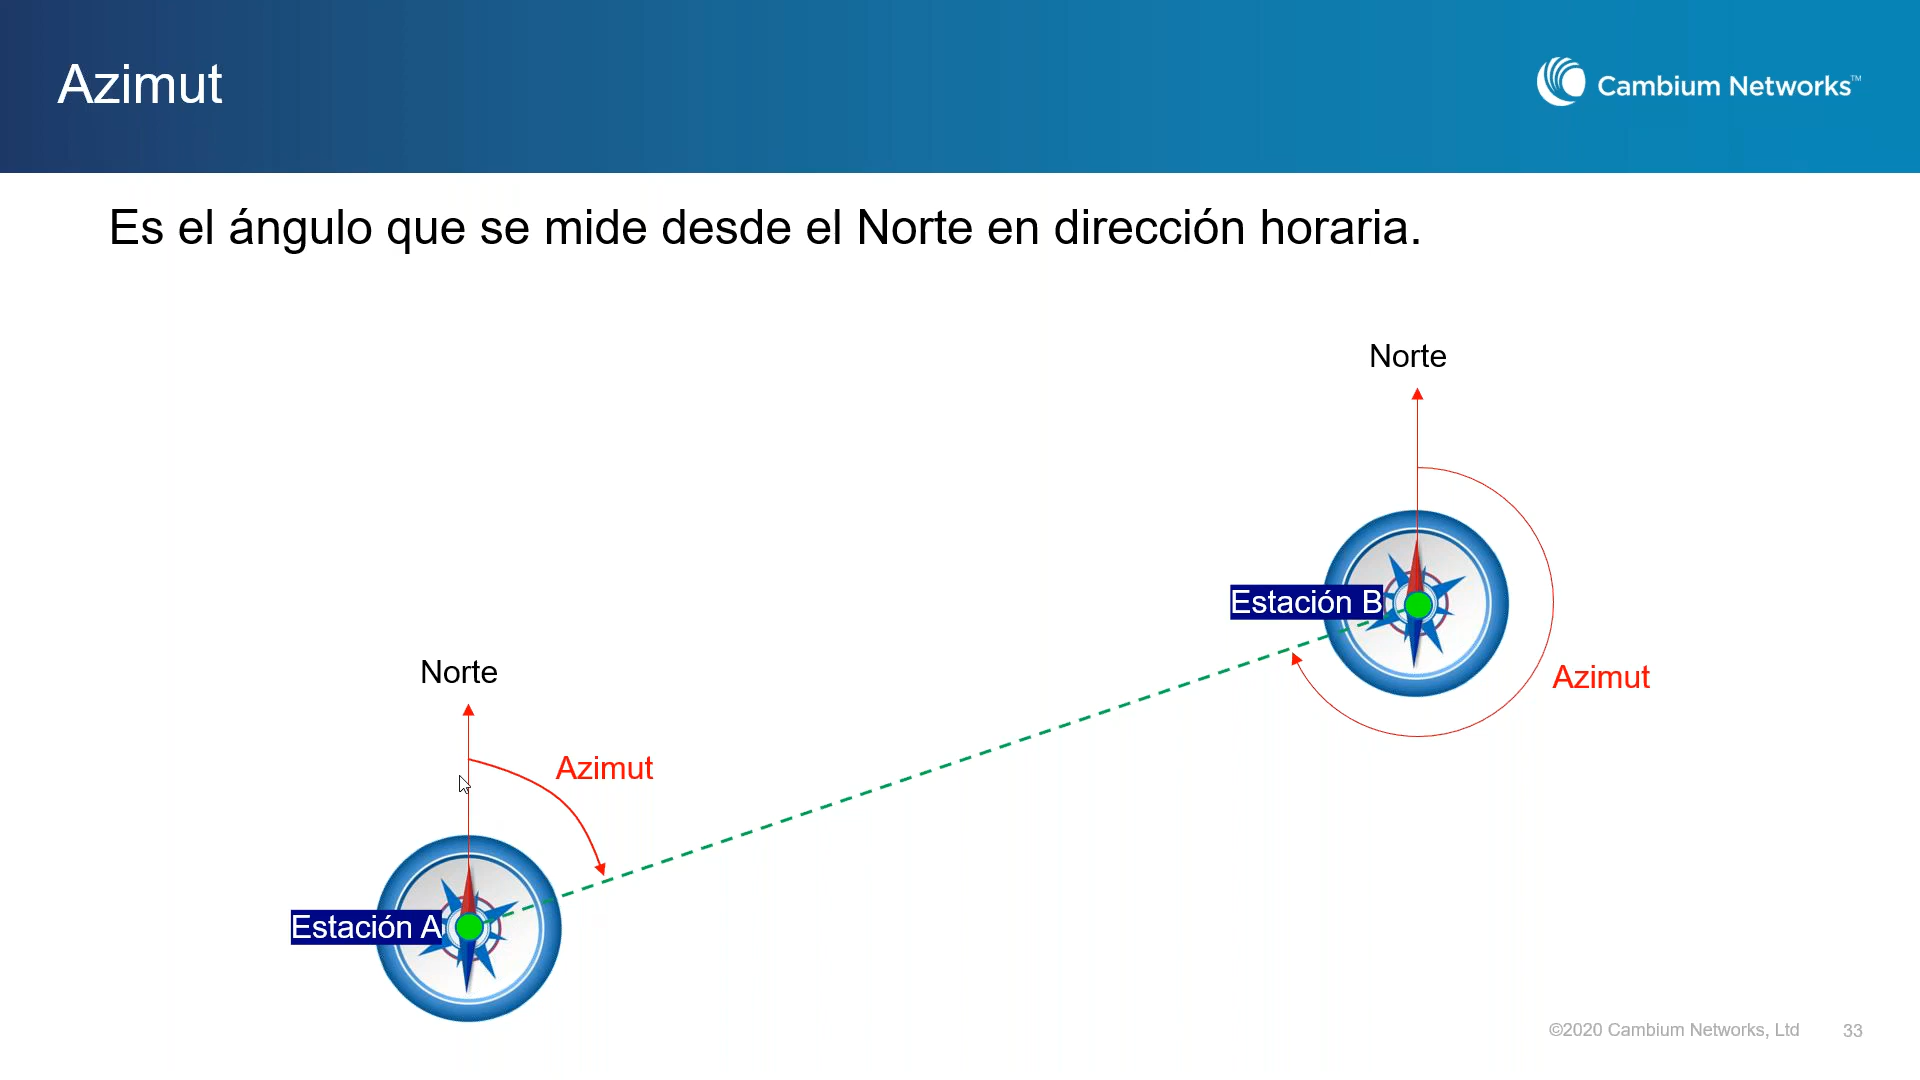 Azimut
Cambium Networks™
Es el ángulo que se mide desde el Norte en dirección horaria.
Norte
Estación B
Azimut
Norte
Azimut
Estación A
©2020 Cambium Networks, Ltd
33